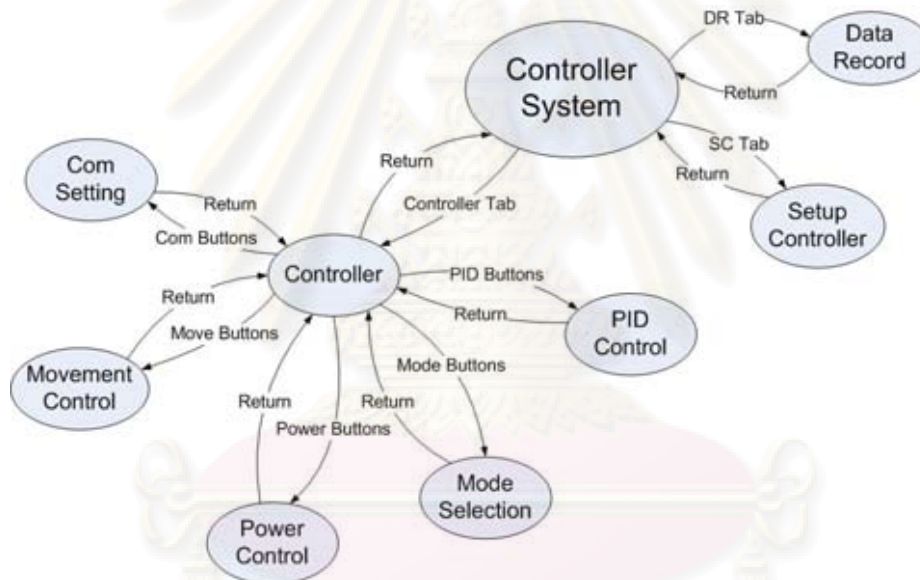 DR Tab
Data
Record
Return
Controller
System
SC Tab
Return
Setup
Controller
Return
Controller Tab
Com
Setting
Return
Com Buttons
Controller
PID Buttons
Return
PID
Control
Return
Move Buttons
Movement
Control
Mode Buttons
Return
Return
Power Buttons
Mode
Selection
Power
Control